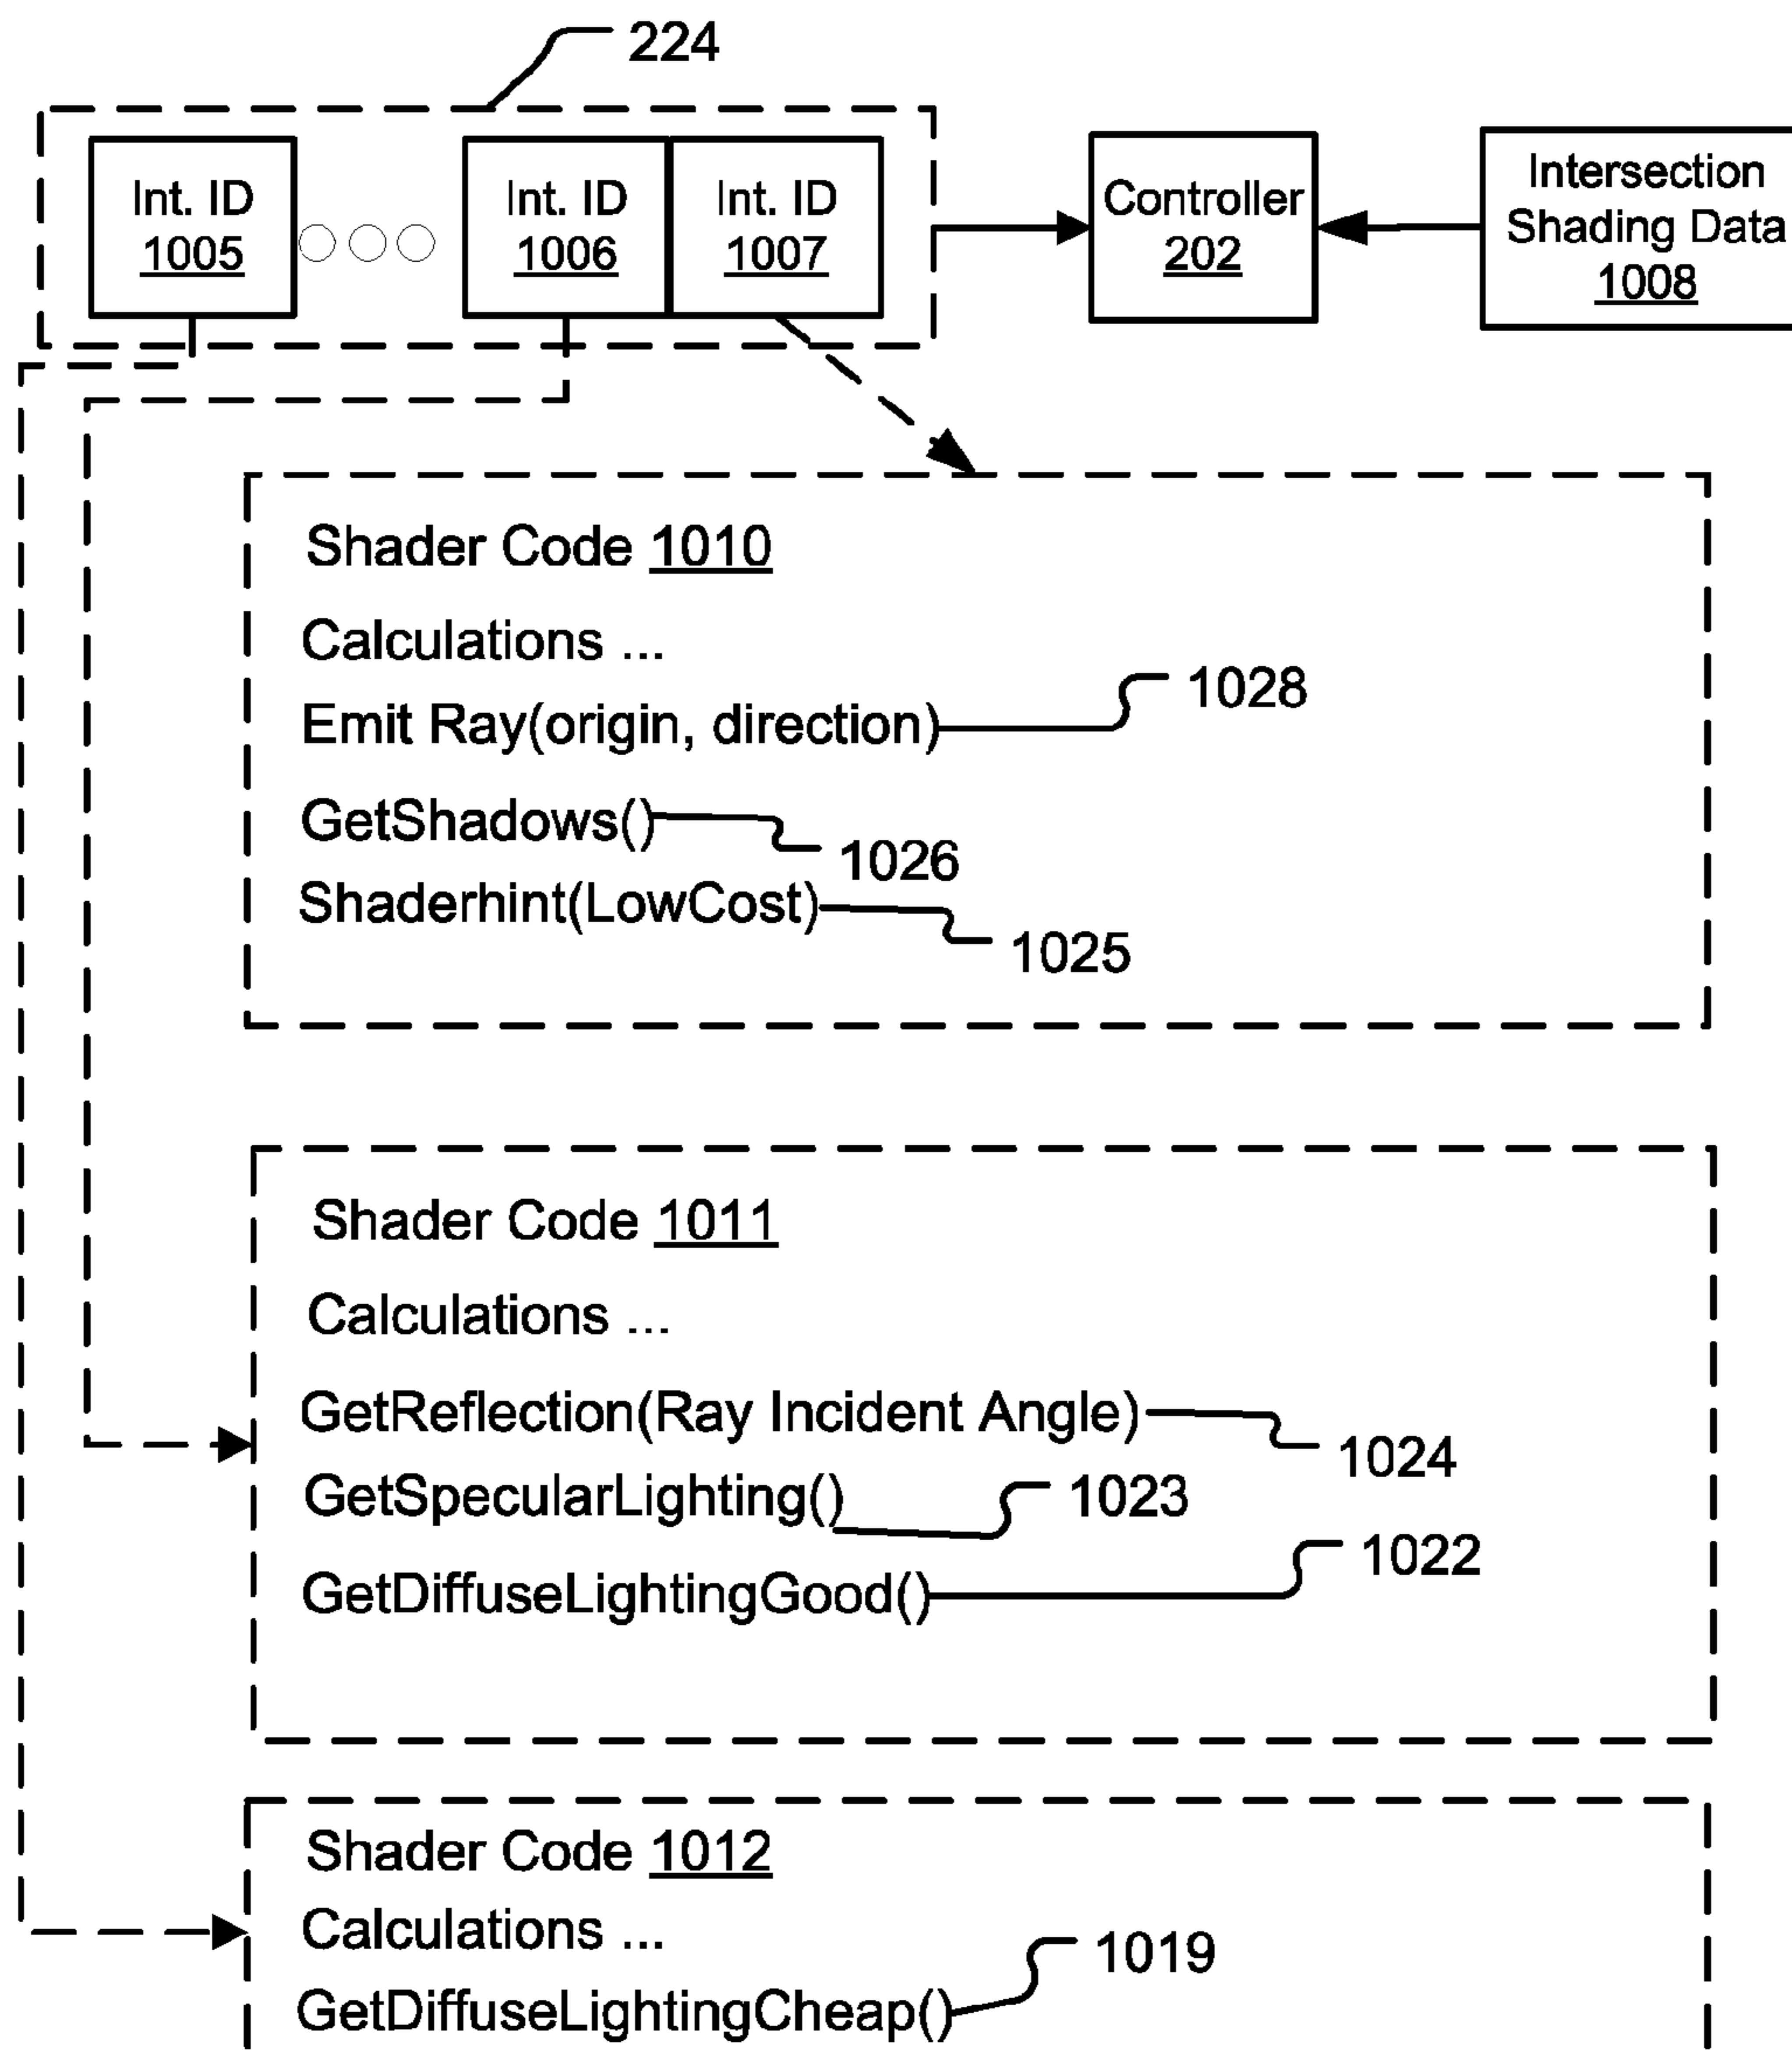 224
Int. ID
1005
Int. ID
1006
Int. ID
1007
Controller
202
Intersection
Shading Data
1008
Shader Code 1010
Calculations ...
Emit Ray(origin, direction)
1028
GetShadows()
1026
Shaderhint(LowCost)
1025
Shader Code 1011
Calculations ...
GetReflection(Ray Incident Angle)
1024
GetSpecularLighting()
1023
GetDiffuseLightingGood()
1022
Shader Code 1012
Calculations ...
GetDiffuseLightingCheap()
1019